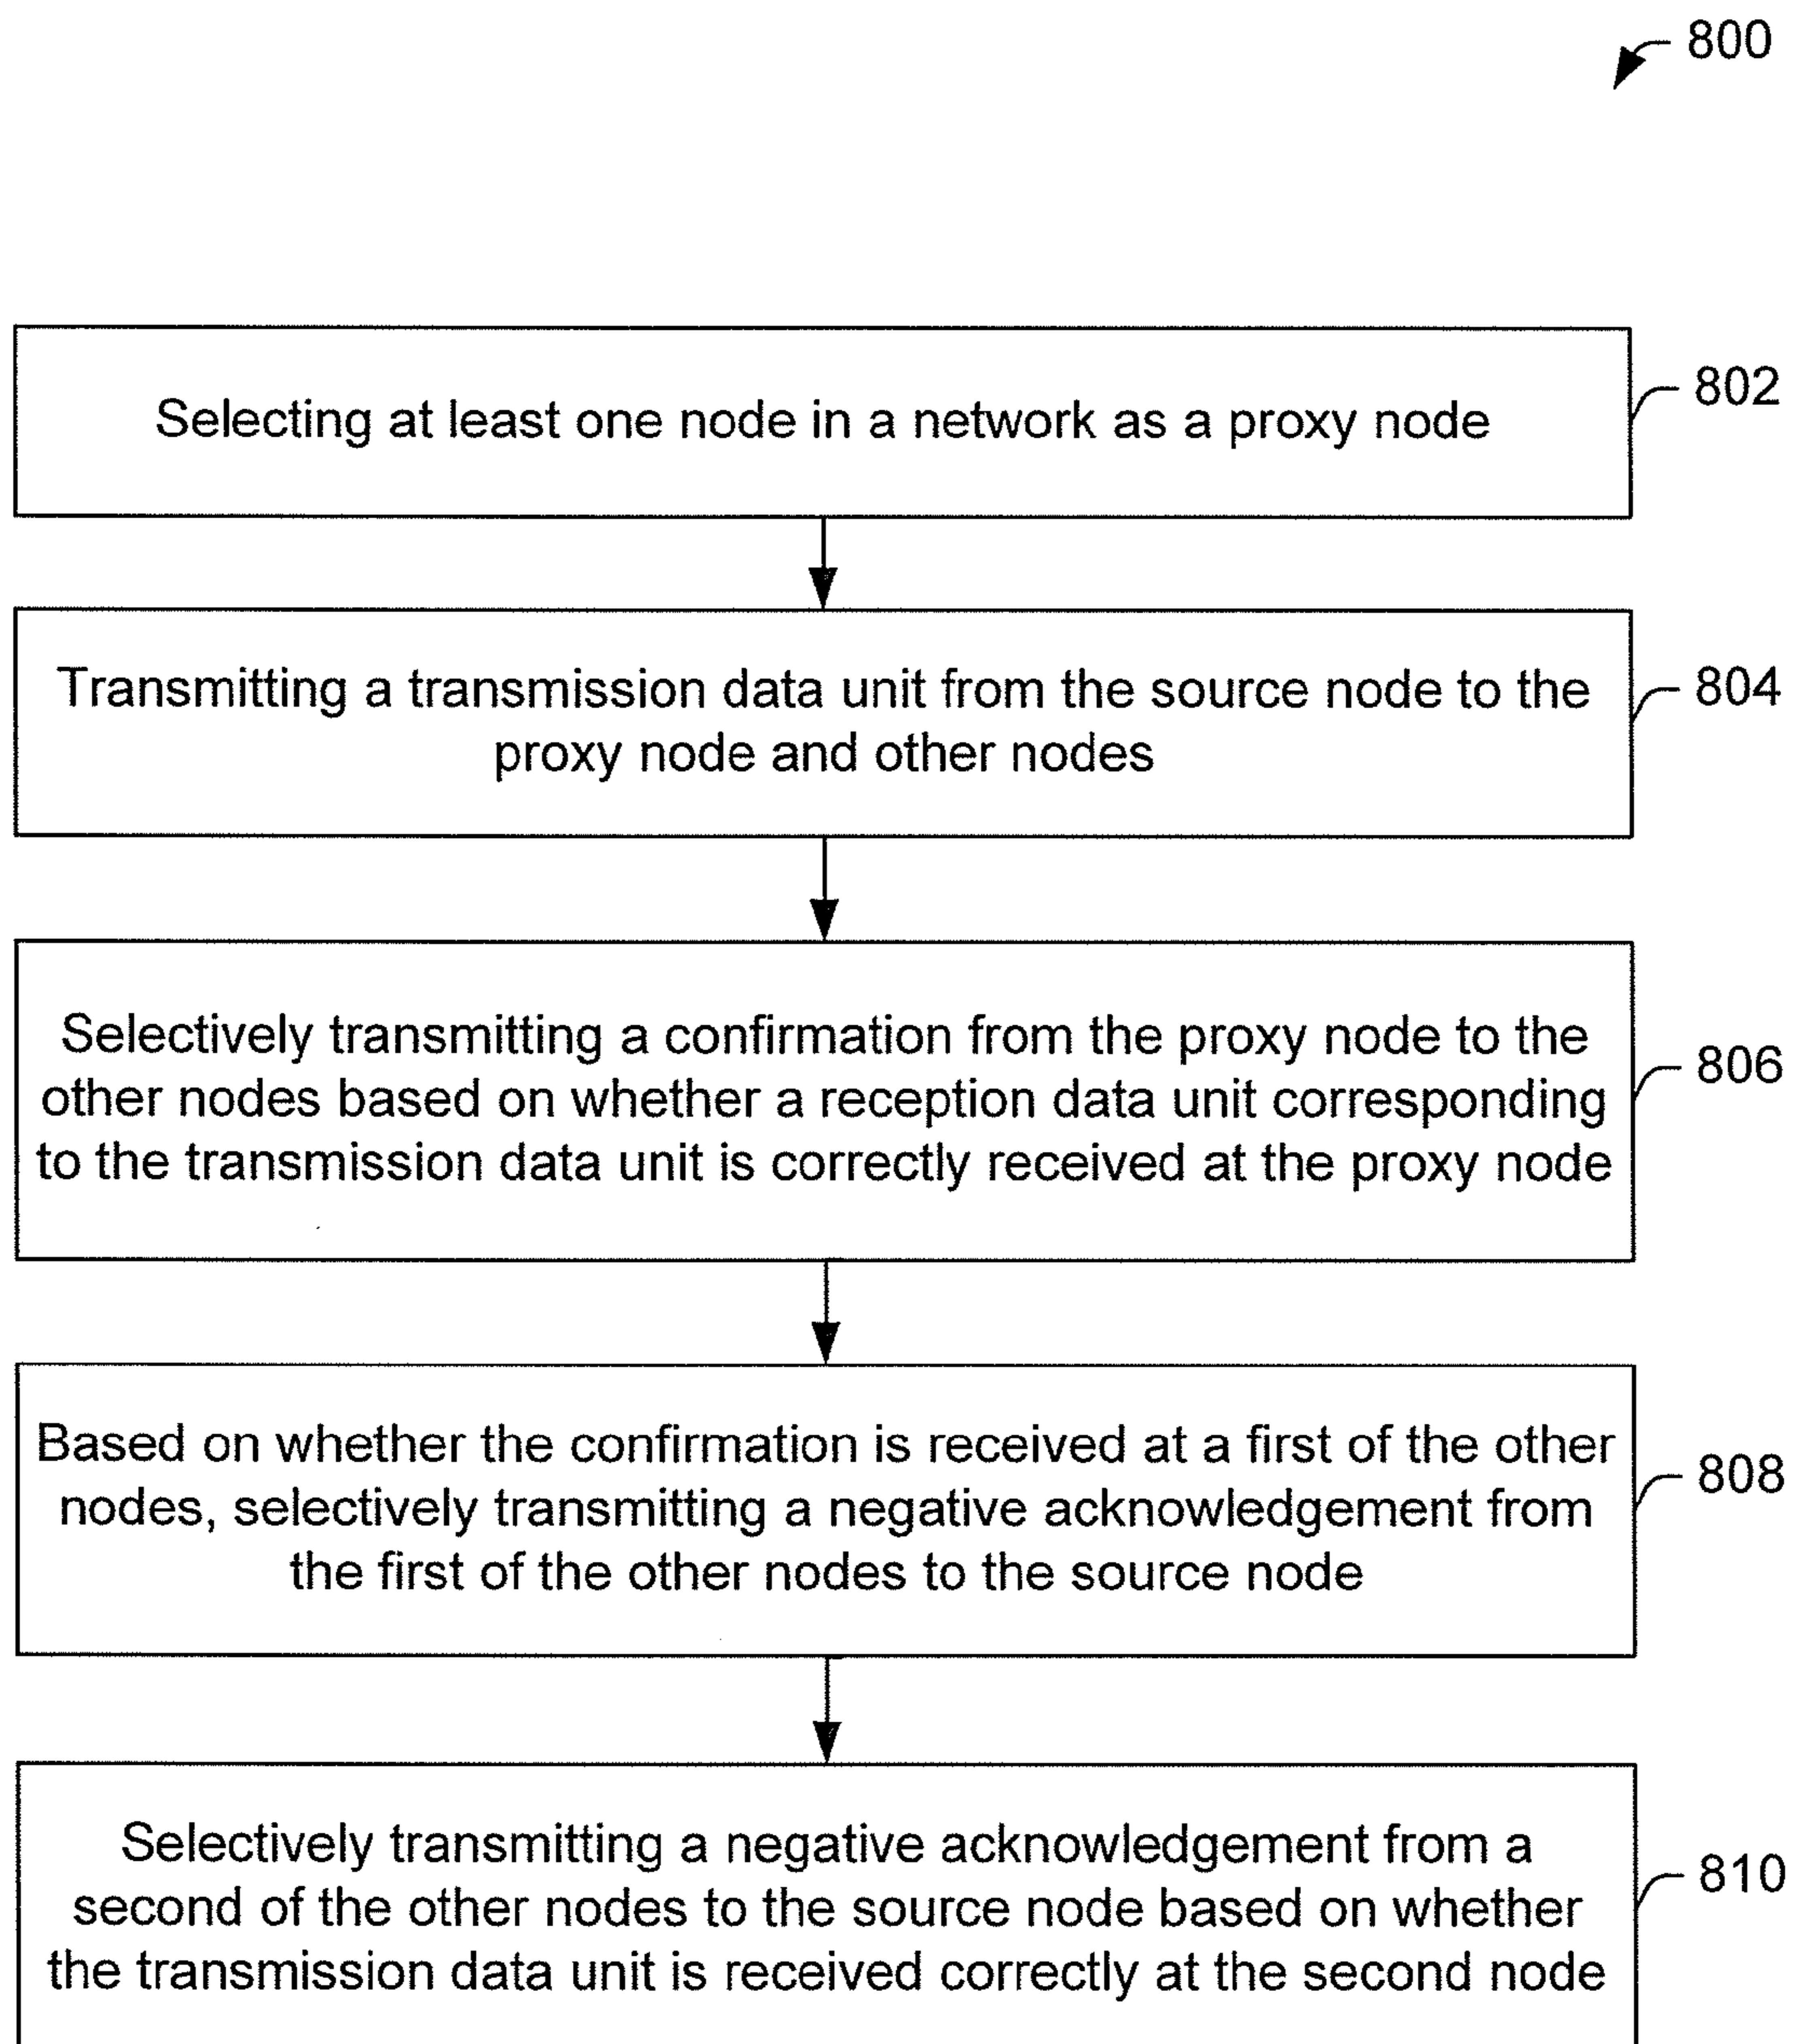 800
Selecting at least one node in a network as a proxy node
802
Transmitting a transmission data unit from the source node to the
proxy node and other nodes
804
Selectively transmitting a confirmation from the proxy node to the
other nodes based on whether a reception data unit corresponding
to the transmission data unit is correctly received at the proxy node
806
Based on whether the confirmation is received at a first of the other
nodes, selectively transmitting a negative acknowledgement from
the first of the other nodes to the source node
808
Selectively transmitting a negative acknowledgement from a
second of the other nodes to the source node based on whether
the transmission data unit is received correctly at the second node
810